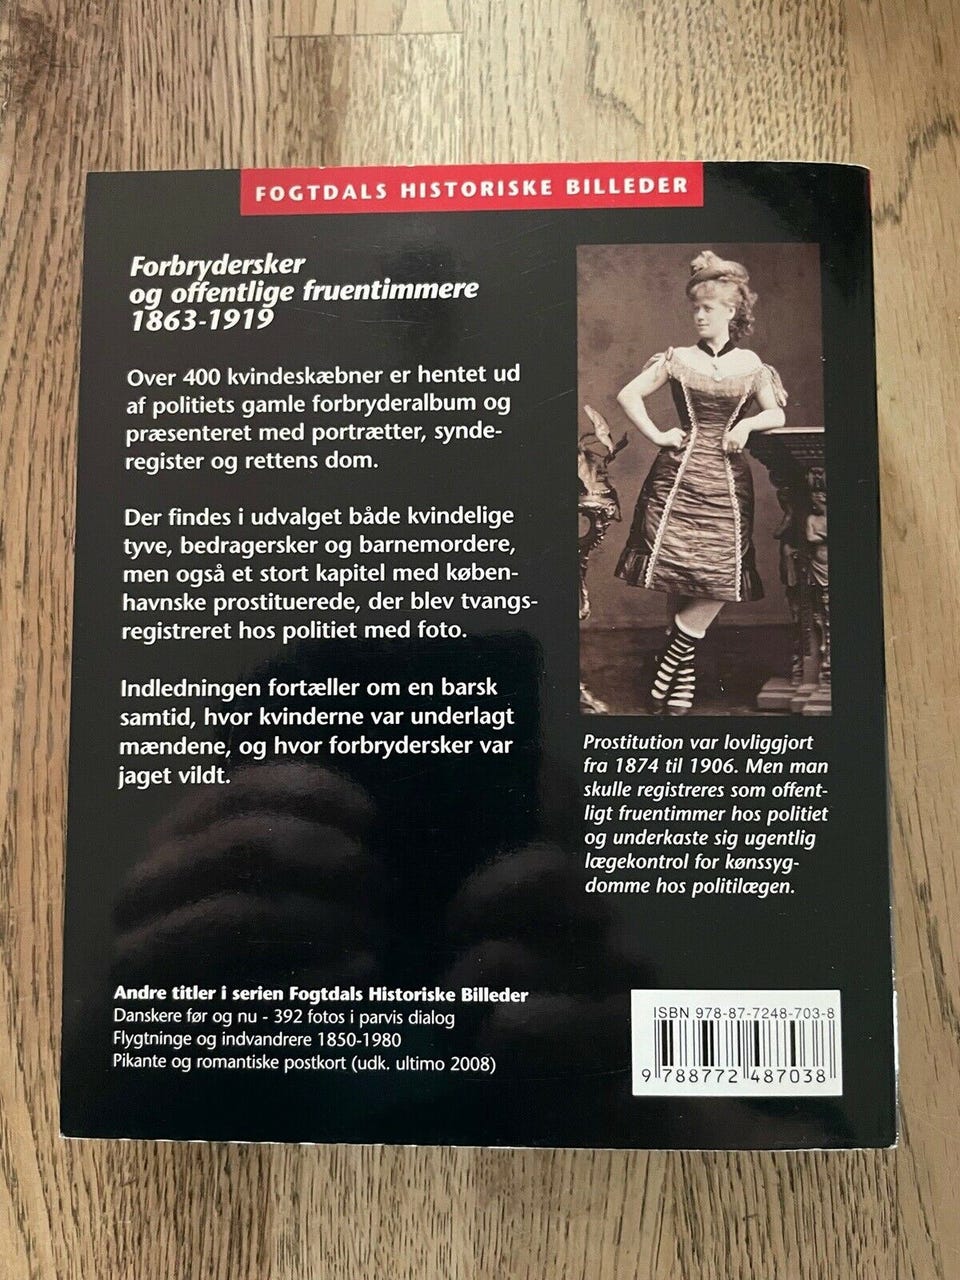 FOGTDALS HISTORISKE BILLEDER
Forbrydersker
og offentlige fruentimmere
1863-1919
Over 400 kvindeskæbner er hentet ud
af politiets gamle forbryderalbum og
præsenteret med portrætter, synde-
register og rettens dom.
Der findes i udvalget både kvindelige
tyve, bedragersker og barnemordere,
men også et stort kapitel med køben-
havnske prostituerede, der blev tvangs-
registreret hos politiet med foto.
Indledningen fortæller om en barsk
samtid, hvor kvinderne var underlagt
mændene, og hvor forbrydersker var
jaget vildt.
Prostitution var lovliggjort
fra 1874 til 1906. Men man
skulle registreres som offent-
ligt fruentimmer hos politiet
og underkaste sig ugentlig
lægekontrol for kønssyg-
domme hos politilægen.
Andre titler i serien Fogtdals Historiske Billeder
Danskere før og nu - 392 fotos i parvis dialog
Flygtninge og indvandrere 1850-1980
Pikante og romantiske postkort (udk. ultimo 2008)
ISBN 978-87-7248-703-8
9 788772 487038